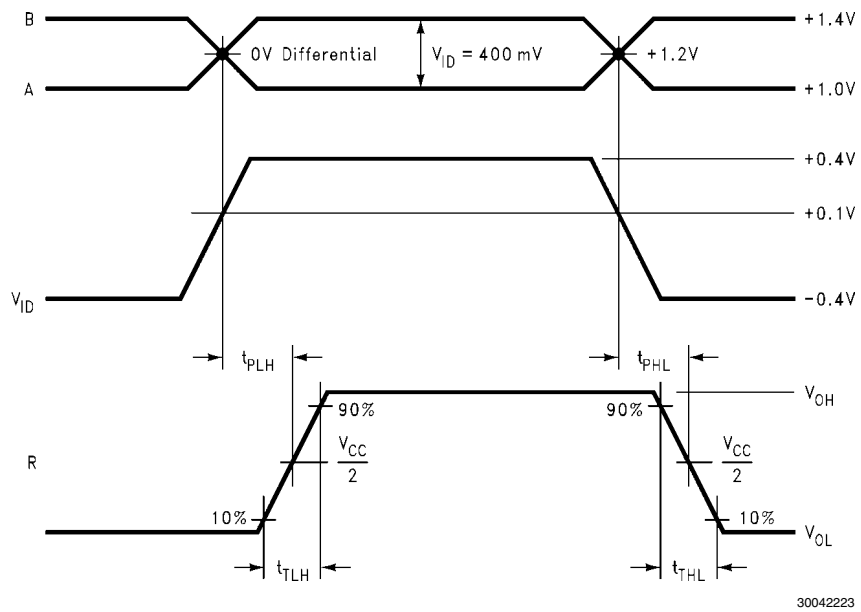 B
0V Differential
V_ID = 400 mV
+1.2V
+1.4V
A
+1.0V
+0.4V
+0.1V
V_ID
-0.4V
t_PLH
t_PHL
V_OH
90%
90%
R
V_CC
2
V_CC
2
10%
10%
V_OL
t_TLH
t_THL
30042223